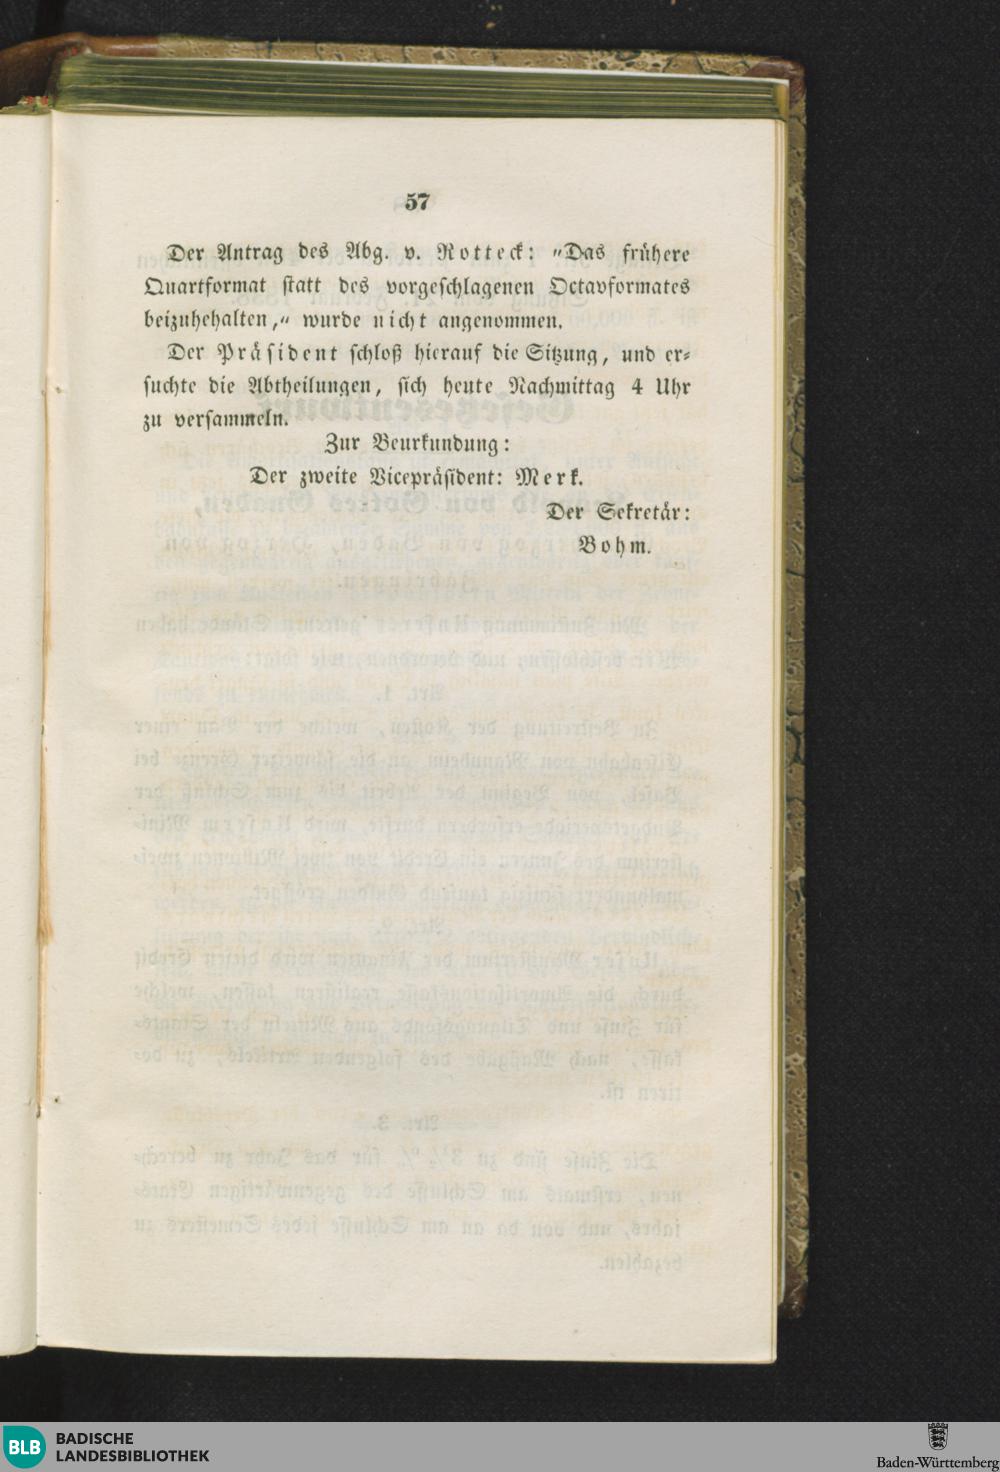 57
Der Antrag des Abg. v. Rotteck: „Das frühere
Quartformat statt des vorgeschlagenen Octavformates
beizuhehalten,“ wurde nicht angenommen.
Der Präsident schloß hierauf die Sitzung, und er-
suchte die Abtheilungen, sich heute Nachmittag 4 Uhr
zu versammeln.
Zur Beurkundung:
Der zweite Vicepräsident: Merk.
Der Sekretär:
Bohm.
BLB BADISCHE
LANDESBIBLIOTHEK
Baden-Württemberg